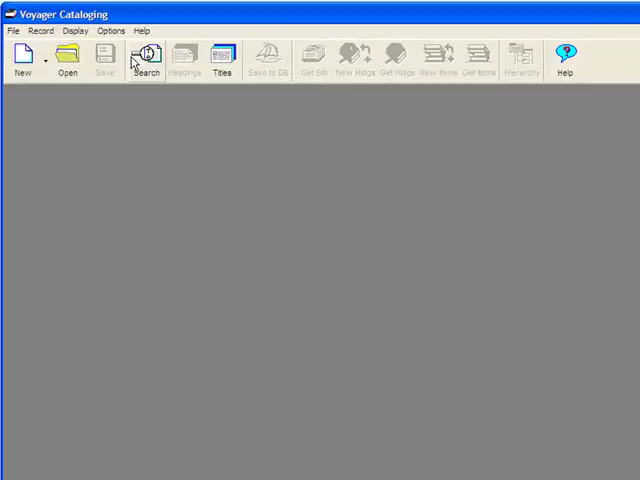 Voyager Cataloging
File Record Display Options Help
New Open Save Search Headings Titles Save to DB Get Bib New Hldgs Get Hldgs New Items Get Items Hierarchy Help